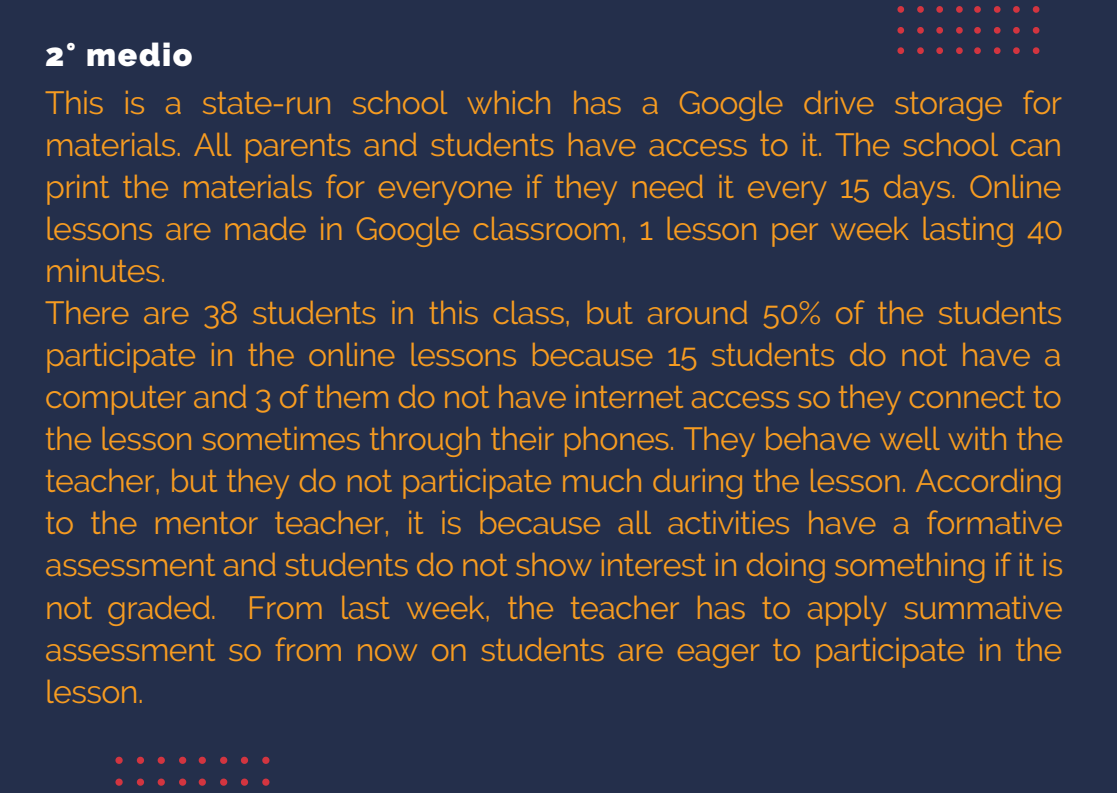 2° medio
This is a state-run school which has a Google drive storage for
materials. All parents and students have access to it. The school can
print the materials for everyone if they need it every 15 days. Online
lessons are made in Google classroom, 1 lesson per week lasting 40
minutes.
There are 38 students in this class, but around 50% of the students
participate in the online lessons because 15 students do not have a
computer and 3 of them do not have internet access so they connect to
the lesson sometimes through their phones. They behave well with the
teacher, but they do not participate much during the lesson. According
to the mentor teacher, it is because all activities have a formative
assessment and students do not show interest in doing something if it is
not graded.  From last week, the teacher has to apply summative
assessment so from now on students are eager to participate in the
lesson.